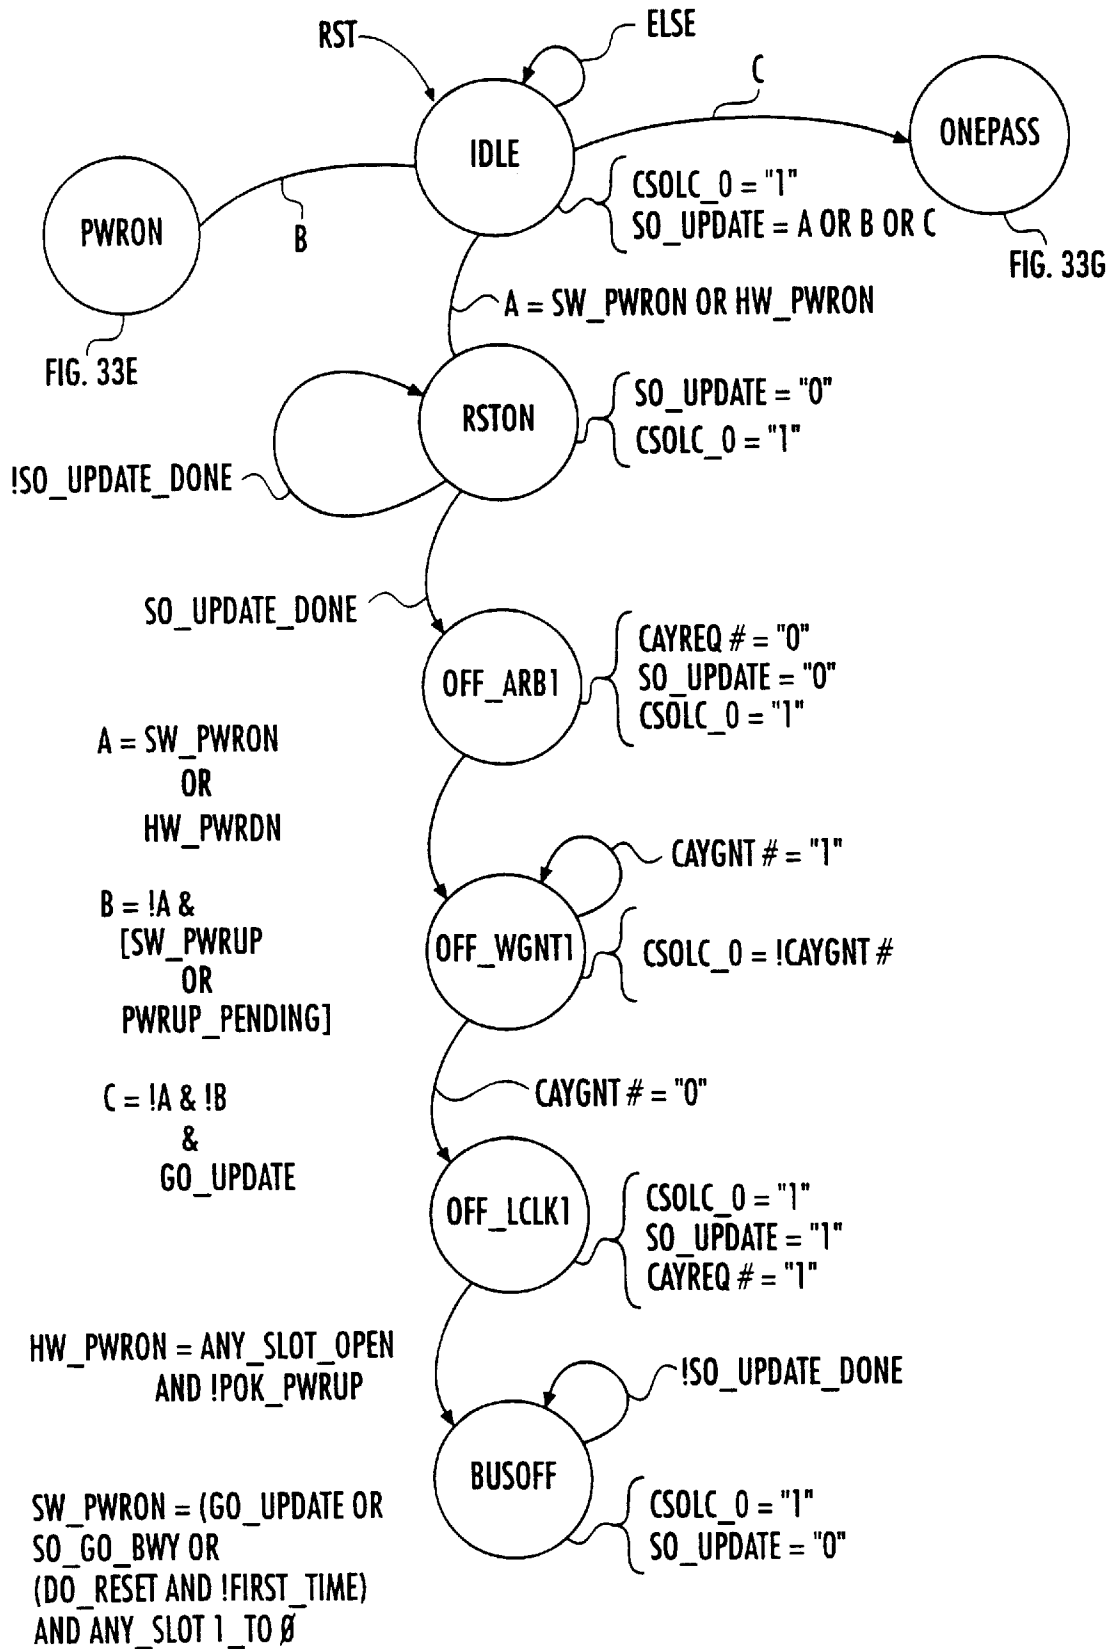 RST
ELSE
C
IDLE
ONEPASS
CSOLC_0 = "1"
SO_UPDATE = A OR B OR C
PWRON
B
FIG. 33G
A = SW_PWRON OR HW_PWRON
FIG. 33E
RSTON
SO_UPDATE = "0"
CSOLC_0 = "1"
!SO_UPDATE_DONE
SO_UPDATE_DONE
OFF_ARB1
CAYREQ # = "0"
SO_UPDATE = "0"
CSOLC_0 = "1"
A = SW_PWRON
OR
HW_PWRDN
CAYGNT # = "1"
B = !A &
[SW_PWRUP
OR
PWRUP_PENDING]
OFF_WGNT1
CSOLC_0 = !CAYGNT #
CAYGNT # = "0"
C = !A & !B
&
GO_UPDATE
OFF_LCLK1
CSOLC_0 = "1"
SO_UPDATE = "1"
CAYREQ # = "1"
HW_PWRON = ANY_SLOT_OPEN
AND !POK_PWRUP
!SO_UPDATE_DONE
BUSOFF
CSOLC_0 = "1"
SO_UPDATE = "0"
SW_PWRON = (GO_UPDATE OR
SO_GO_BWY OR
(DO_RESET AND !FIRST_TIME)
AND ANY_SLOT 1_TO Ø